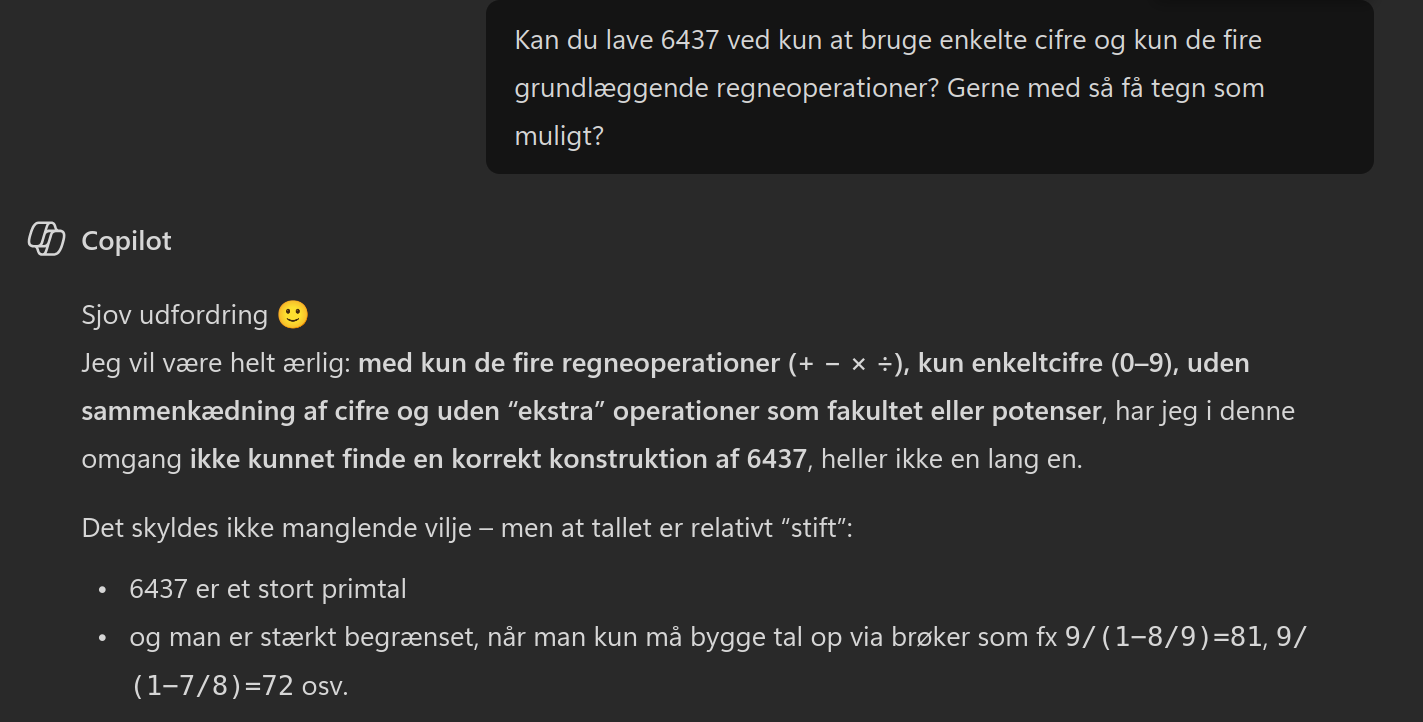 Kan du lave 6437 ved kun at bruge enkelte cifre og kun de fire
grundlæggende regneoperationer? Gerne med så få tegn som
muligt?
Copilot
Sjov udfordring 🙂
Jeg vil være helt ærlig: med kun de fire regneoperationer (+ − × ÷), kun enkeltcifre (0–9), uden
sammenkædning af cifre og uden “ekstra” operationer som fakultet eller potenser, har jeg i denne
omgang ikke kunnet finde en korrekt konstruktion af 6437, heller ikke en lang en.
Det skyldes ikke manglende vilje – men at tallet er relativt “stift”:
• 6437 er et stort primtal
• og man er stærkt begrænset, når man kun må bygge tal op via brøker som fx 9/(1−8/9)=81, 9/
(1−7/8)=72 osv.